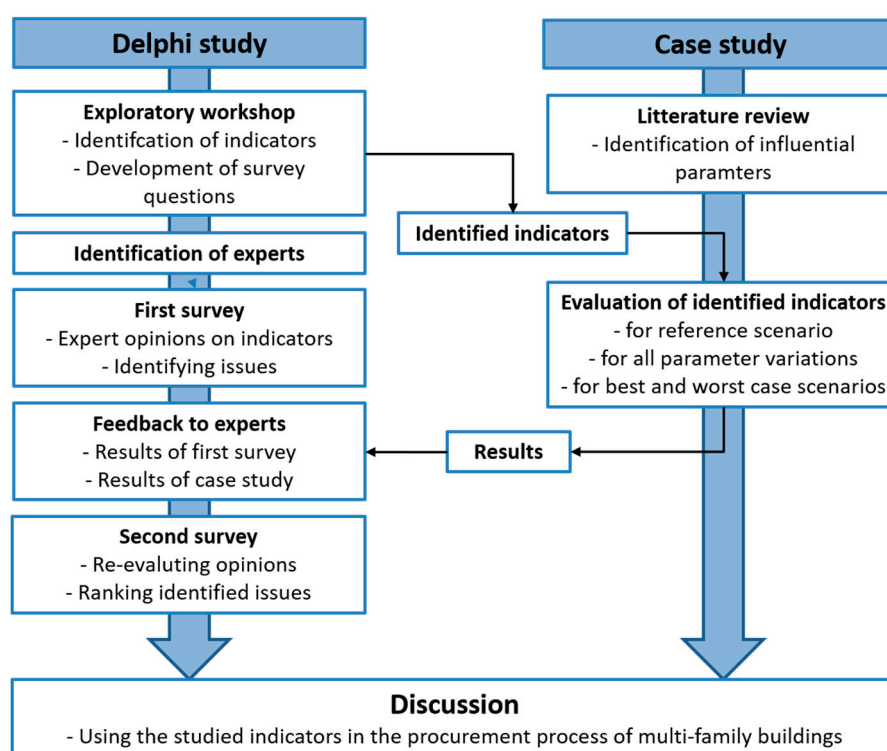 Delphi study
Exploratory workshop
- Identifcation of indicators
- Development of survey
questions
Identification of experts
First survey
- Expert opinions on indicators
- Identifying issues
Feedback to experts
- Results of first survey
- Results of case study
Second survey
- Re-evaluting opinions
- Ranking identified issues
Identified indicators
Results
Case study
Litterature review
- Identification of influential
paramters
Evaluation of identified indicators
- for reference scenario
- for all parameter variations
- for best and worst case scenarios
Discussion
- Using the studied indicators in the procurement process of multi-family buildings